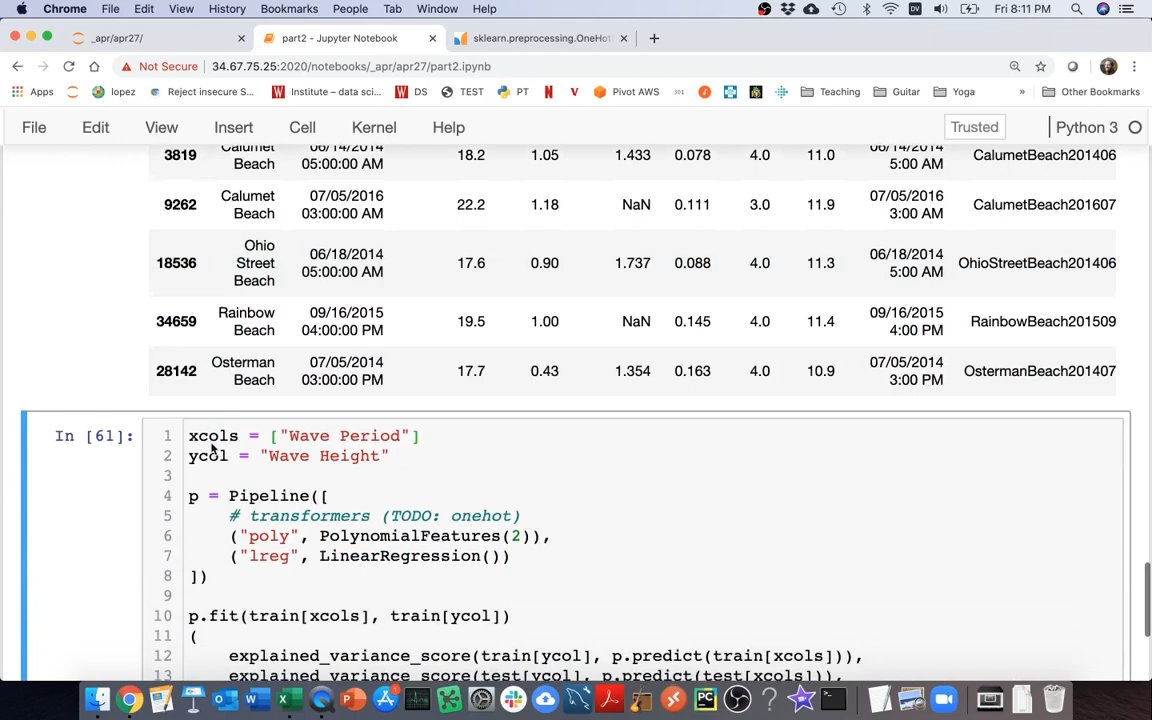 Chrome File Edit View History Bookmarks People Tab Window Help DV Fri 8:11 PM
_apr/apr27/ part2 - Jupyter Notebook sklearn.preprocessing.OneHot
Not Secure 34.67.75.25:2020/notebooks/_apr/apr27/part2.ipynb
Apps lopez Reject insecure S... TEST Institute – data sci... DS PT Pivot AWS 301 Teaching Guitar Yoga » Other Bookmarks
File Edit View Insert Cell Kernel Help Trusted Python 3
3819 Calumet Beach 06/14/2014 05:00:00 AM 18.2 1.05 1.433 0.078 4.0 11.0 06/14/2014 5:00 AM CalumetBeach201406
9262 Calumet Beach 07/05/2016 03:00:00 AM 22.2 1.18 NaN 0.111 3.0 11.9 07/05/2016 3:00 AM CalumetBeach201607
18536 Ohio Street Beach 06/18/2014 05:00:00 AM 17.6 0.90 1.737 0.088 4.0 11.3 06/18/2014 5:00 AM OhioStreetBeach201406
34659 Rainbow Beach 09/16/2015 04:00:00 PM 19.5 1.00 NaN 0.145 4.0 11.4 09/16/2015 4:00 PM RainbowBeach201509
28142 Osterman Beach 07/05/2014 03:00:00 PM 17.7 0.43 1.354 0.163 4.0 10.9 07/05/2014 3:00 PM OstermanBeach201407
In [61]: 1 xcols = ["Wave Period"]
2 ycol = "Wave Height"
3
4 p = Pipeline([
5 # transformers (TODO: onehot)
6 ("poly", PolynomialFeatures(2)),
7 ("lreg", LinearRegression())
8 ])
9
10 p.fit(train[xcols], train[ycol])
11 (
12 explained_variance_score(train[ycol], p.predict(train[xcols])),
13 explained_variance_score(test[ycol], p.predict(test[xcols])),